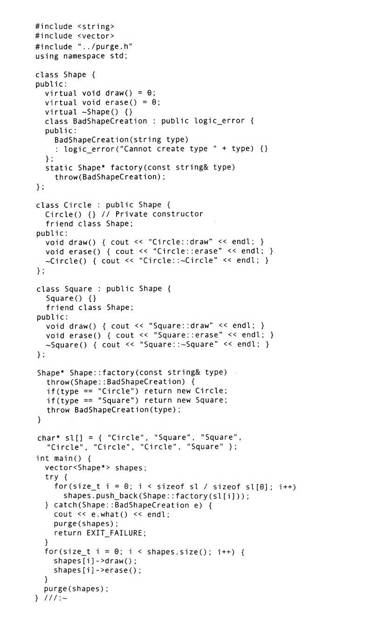 #include <string>
#include <vector>
#include "../purge.h"
using namespace std;

class Shape {
public:
  virtual void draw() = 0;
  virtual void erase() = 0;
  virtual ~Shape() {}
  class BadShapeCreation : public logic_error {
  public:
    BadShapeCreation(string type)
    : logic_error("Cannot create type " + type) {}
  };
  static Shape* factory(const string& type)
    throw(BadShapeCreation);
};

class Circle : public Shape {
  Circle() {} // Private constructor
  friend class Shape;
public:
  void draw() { cout << "Circle::draw" << endl; }
  void erase() { cout << "Circle::erase" << endl; }
  ~Circle() { cout << "Circle::~Circle" << endl; }
};

class Square : public Shape {
  Square() {}
  friend class Shape;
public:
  void draw() { cout << "Square::draw" << endl; }
  void erase() { cout << "Square::erase" << endl; }
  ~Square() { cout << "Square::~Square" << endl; }
};

Shape* Shape::factory(const string& type)
  throw(Shape::BadShapeCreation) {
  if(type == "Circle") return new Circle;
  if(type == "Square") return new Square;
  throw BadShapeCreation(type);
}

char* sl[] = { "Circle", "Square", "Square",
  "Circle", "Circle", "Circle", "Square" };
int main() {
  vector<Shape*> shapes;
  try {
    for(size_t i = 0; i < sizeof sl / sizeof sl[0]; i++)
      shapes.push_back(Shape::factory(sl[i]));
  } catch(Shape::BadShapeCreation e) {
    cout << e.what() << endl;
    purge(shapes);
    return EXIT_FAILURE;
  }
  for(size_t i = 0; i < shapes.size(); i++) {
    shapes[i]->draw();
    shapes[i]->erase();
  }
  purge(shapes);
} ///:~